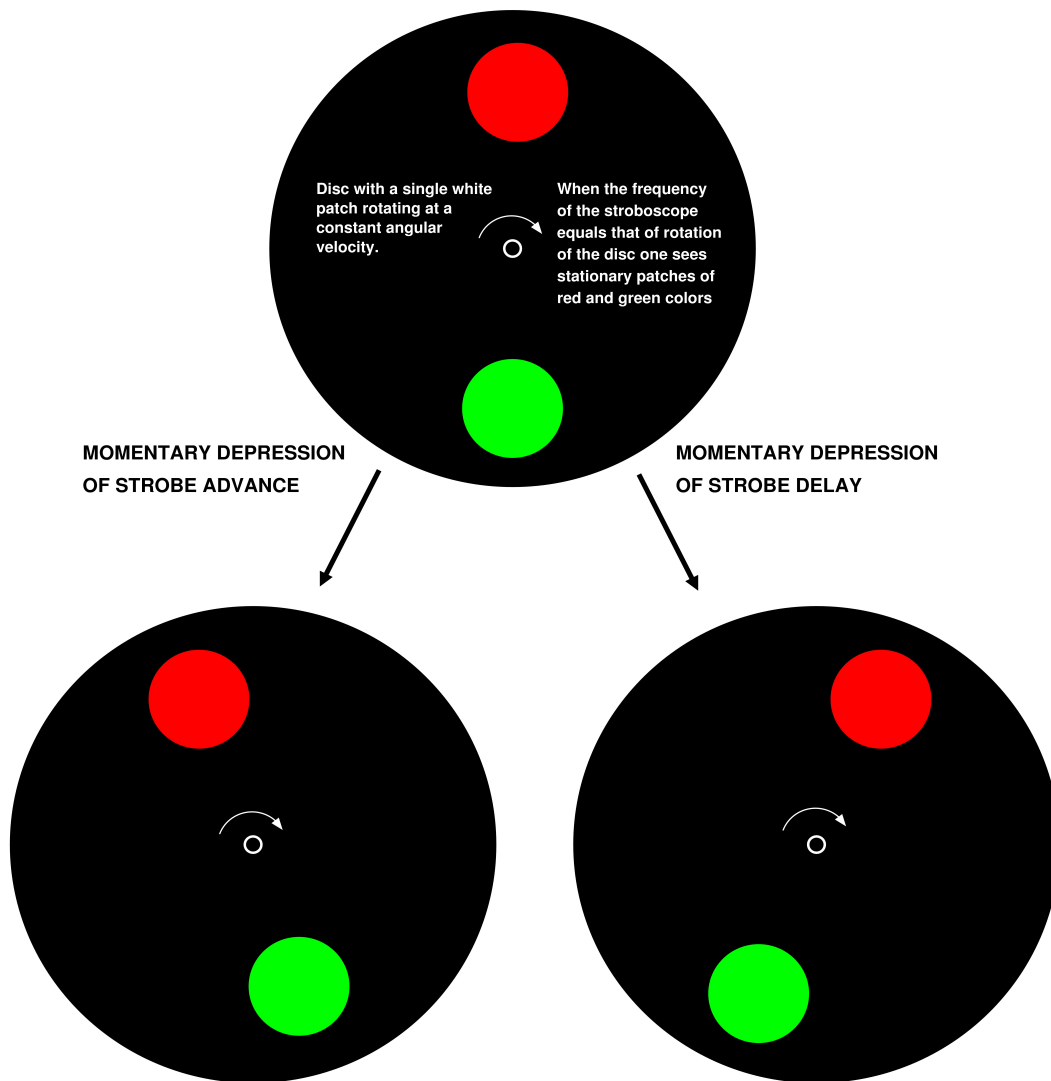 Disc with a single white
patch rotating at a
constant angular
velocity.
When the frequency
of the stroboscope
equals that of rotation
of the disc one sees
stationary patches of
red and green colors
MOMENTARY DEPRESSION
OF STROBE ADVANCE
MOMENTARY DEPRESSION
OF STROBE DELAY